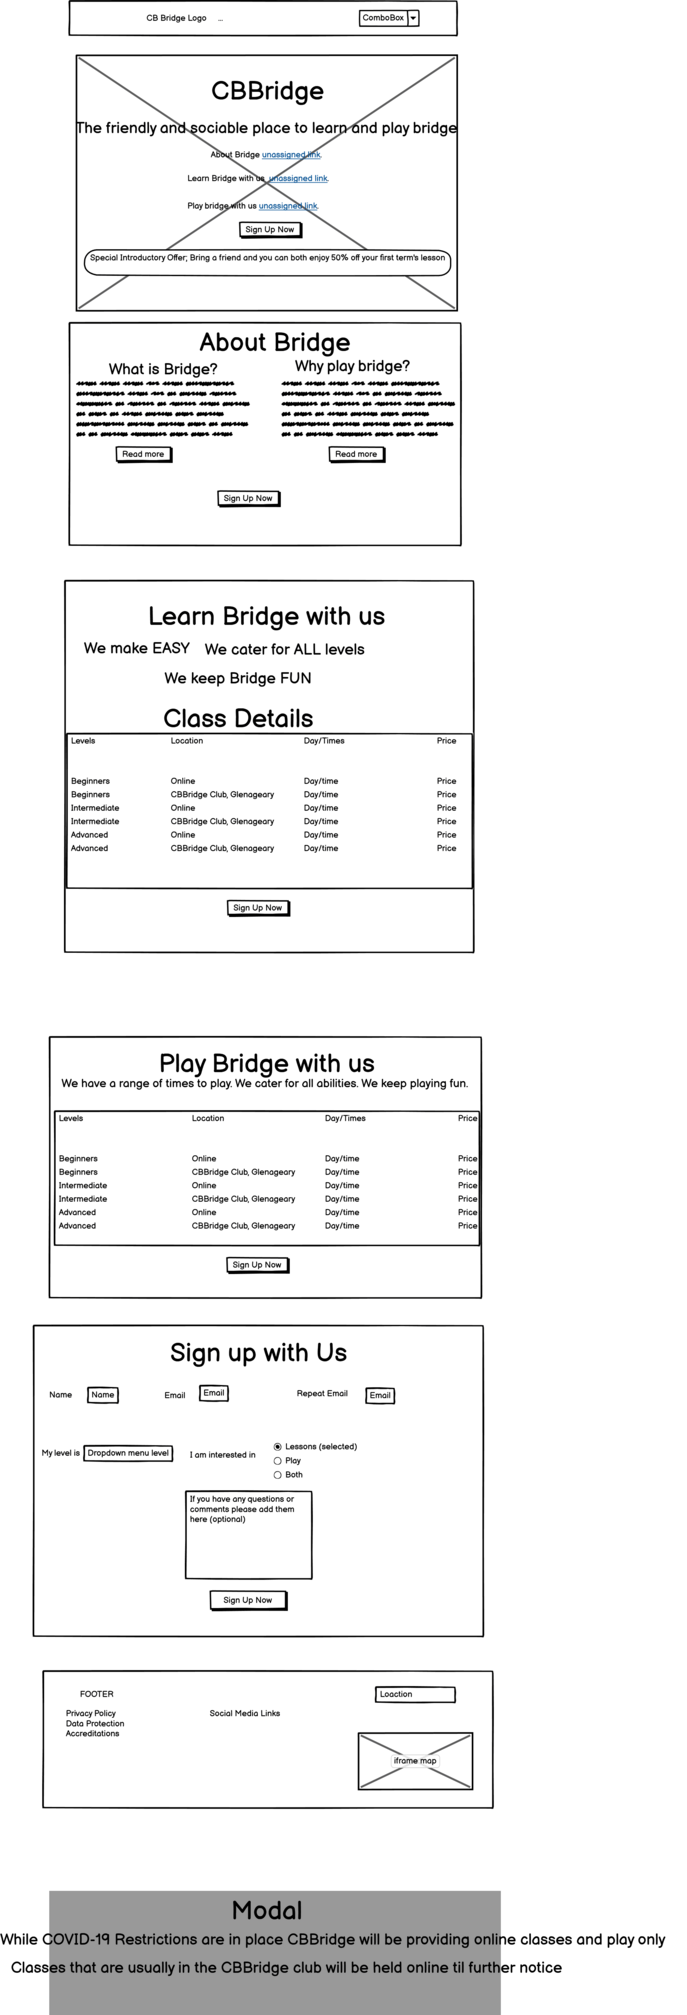 CB Bridge Logo ... ComboBox
CBBridge
The friendly and sociable place to learn and play bridge
About Bridge unassigned link.
Learn Bridge with us unassigned link.
Play bridge with us unassigned link.
Sign Up Now
Special Introductory Offer; Bring a friend and you can both enjoy 50% off your first term's lesson
About Bridge
What is Bridge? Why play bridge?
Read more Read more
Sign Up Now
Learn Bridge with us
We make EASY We cater for ALL levels
We keep Bridge FUN
Class Details
Levels Location Day/Times Price
Beginners Online Day/time Price
Beginners CBBridge Club, Glenageary Day/time Price
Intermediate Online Day/time Price
Intermediate CBBridge Club, Glenageary Day/time Price
Advanced Online Day/time Price
Advanced CBBridge Club, Glenageary Day/time Price
Sign Up Now
Play Bridge with us
We have a range of times to play. We cater for all abilities. We keep playing fun.
Levels Location Day/Times Price
Beginners Online Day/time Price
Beginners CBBridge Club, Glenageary Day/time Price
Intermediate Online Day/time Price
Intermediate CBBridge Club, Glenageary Day/time Price
Advanced Online Day/time Price
Advanced CBBridge Club, Glenageary Day/time Price
Sign Up Now
Sign up with Us
Name Name Email Email Repeat Email Email
My level is Dropdown menu level I am interested in
Lessons (selected)
Play
Both
If you have any questions or
comments please add them
here (optional)
Sign Up Now
FOOTER Loaction
Privacy Policy Social Media Links
Data Protection
Accreditations
iframe map
Modal
While COVID-19 Restrictions are in place CBBridge will be providing online classes and play only
Classes that are usually in the CBBridge club will be held online til further notice